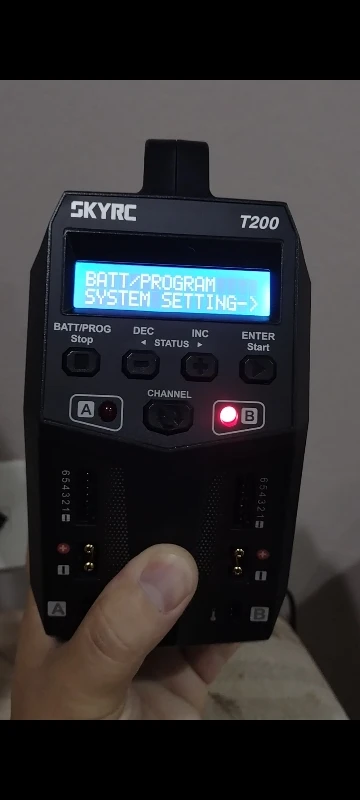 SKYRC
T200
BATT/PROGRAM
SYSTEM SETTING->
BATT/PROG
Stop
DEC
INC
◄ STATUS ►
ENTER
Start
CHANNEL
A
B
654321
654321
+
-
+
-
A
B